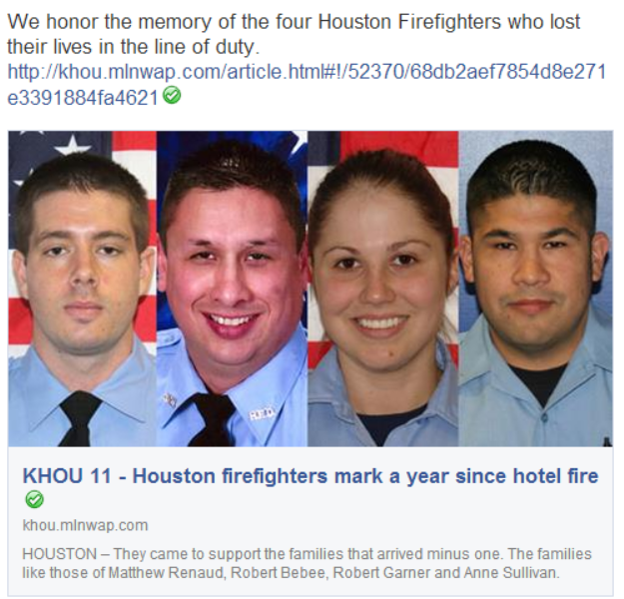 We honor the memory of the four Houston Firefighters who lost
their lives in the line of duty.
http://khou.mlnwap.com/article.html#!/52370/68db2aef7854d8e271
e3391884fa4621
KHOU 11 - Houston firefighters mark a year since hotel fire
khou.mlnwap.com
HOUSTON – They came to support the families that arrived minus one. The families
like those of Matthew Renaud, Robert Bebee, Robert Garner and Anne Sullivan.